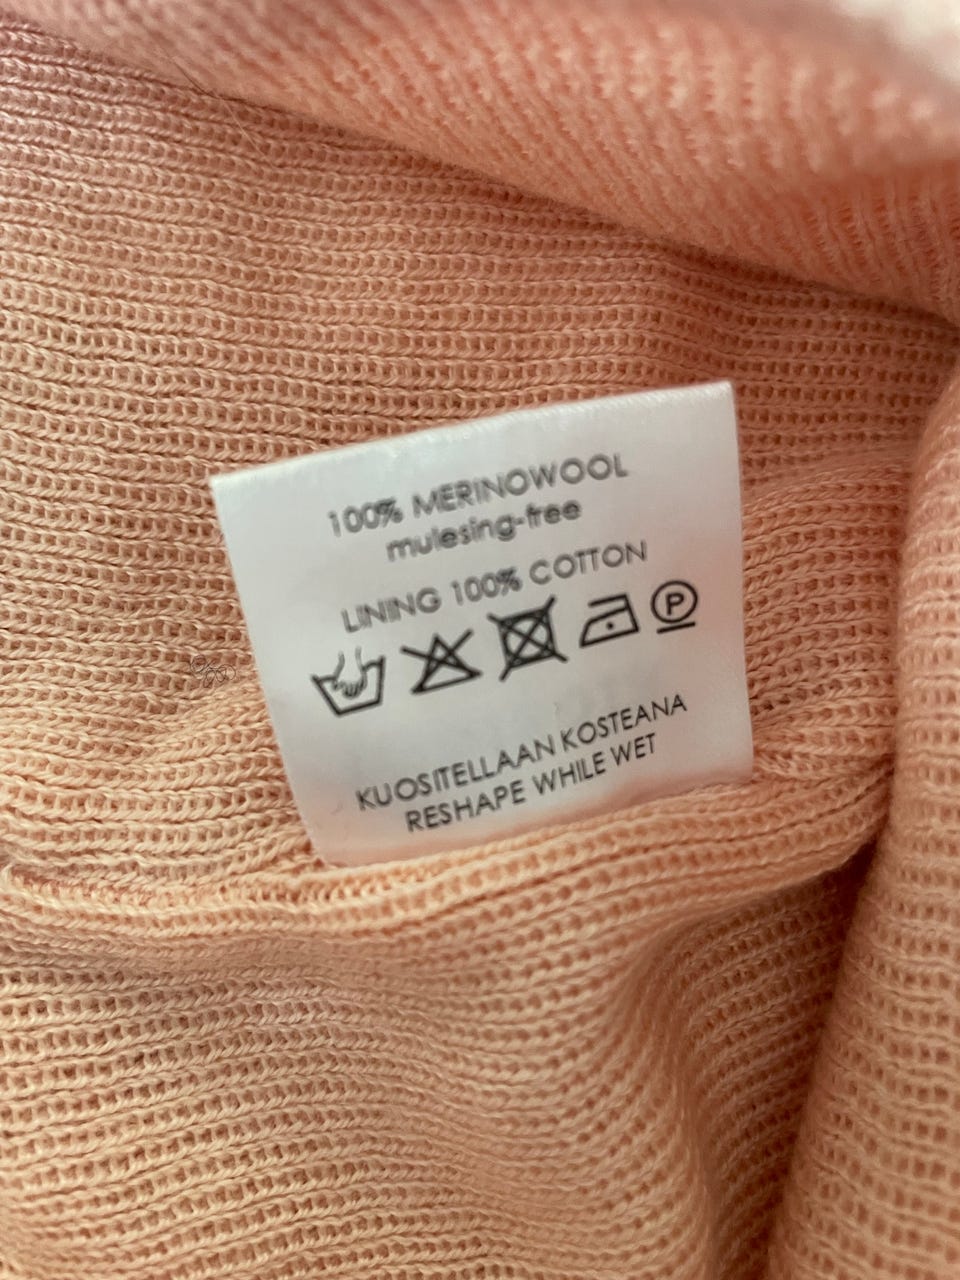 100% MERINOWOOL
mulesing-free
LINING 100% COTTON
P
KUOSITELLAAN KOSTEANA
RESHAPE WHILE WET